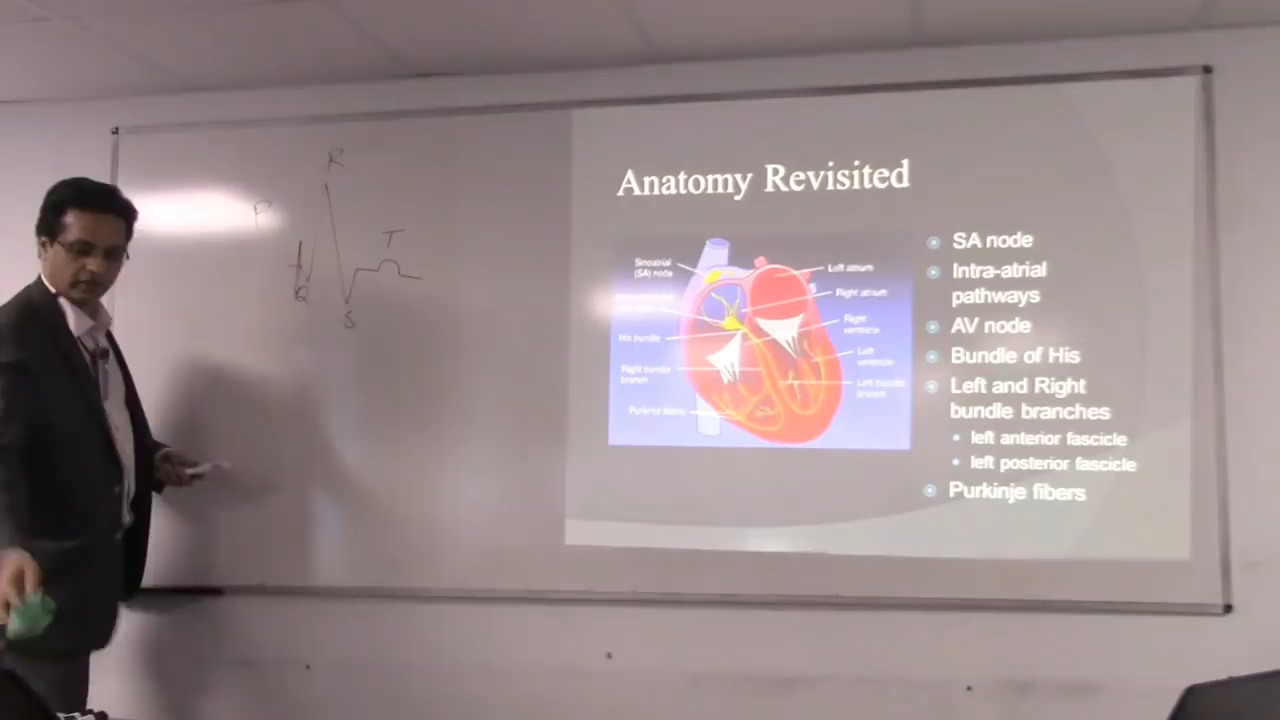 R
P
T
Q
S
Anatomy Revisited
Sinoatrial
(SA) node
His bundle
Right bundle
branch
Purkinje fibers
Left atrium
Right atrium
Right
ventricle
Left
ventricle
Left bundle
branch
SA node
Intra-atrial
pathways
AV node
Bundle of His
Left and Right
bundle branches
left anterior fascicle
left posterior fascicle
Purkinje fibers